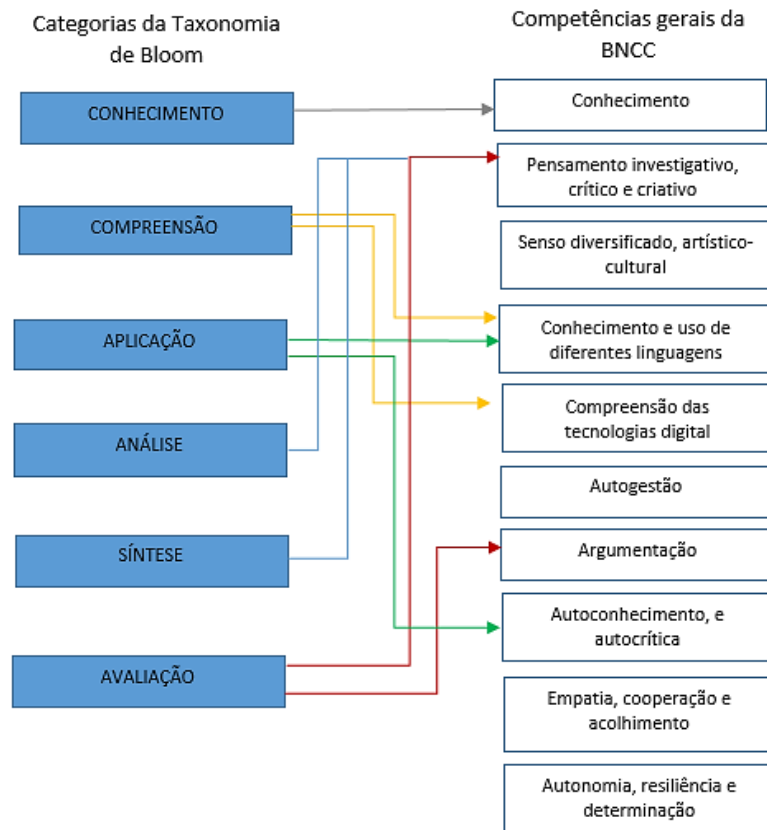 Categorias da Taxonomia
de Bloom
CONHECIMENTO
COMPREENSÃO
APLICAÇÃO
ANÁLISE
SÍNTESE
AVALIAÇÃO
Competências gerais da
BNCC
Conhecimento
Pensamento investigativo,
crítico e criativo
Senso diversificado, artístico-
cultural
Conhecimento e uso de
diferentes linguagens
Compreensão das
tecnologias digital
Autogestão
Argumentação
Autoconhecimento, e
autocrítica
Empatia, cooperação e
acolhimento
Autonomia, resiliência e
determinação